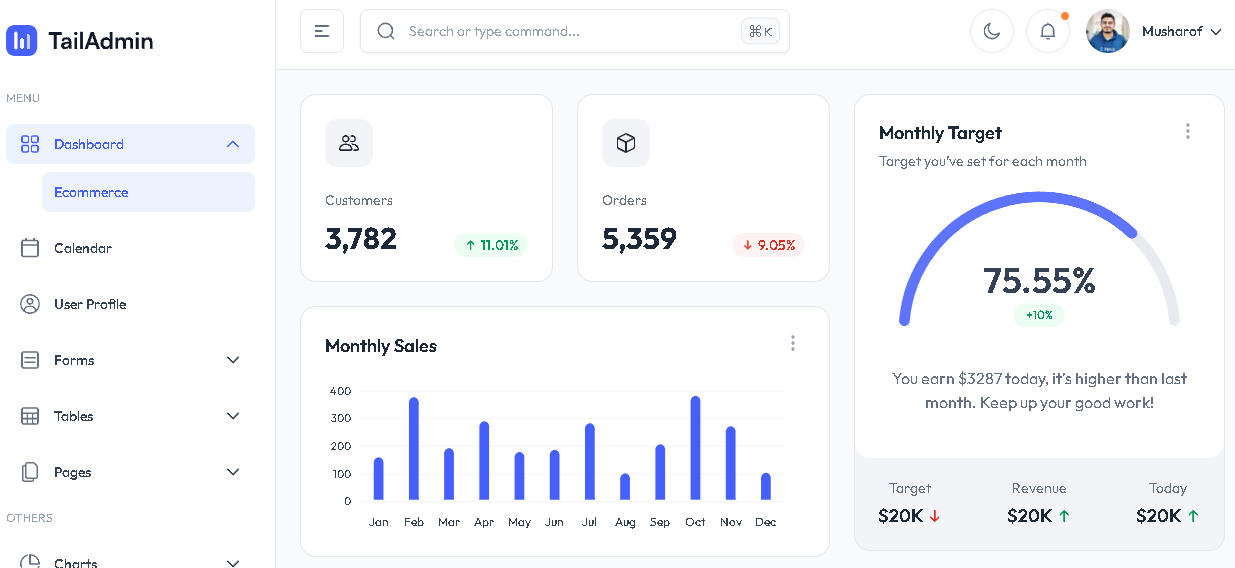 TailAdmin
Search or type command...
⌘ K
Musharof
MENU
Dashboard
Ecommerce
Calendar
User Profile
Forms
Tables
Pages
OTHERS
Charts
Customers
3,782
↑ 11.01%
Orders
5,359
↓ 9.05%
Monthly Sales
400
300
200
100
0
Jan Feb Mar Apr May Jun Jul Aug Sep Oct Nov Dec
Monthly Target
Target you've set for each month
75.55%
+10%
You earn $3287 today, it's higher than last
month. Keep up your good work!
Target Revenue Today
$20K ↓ $20K ↑ $20K ↑